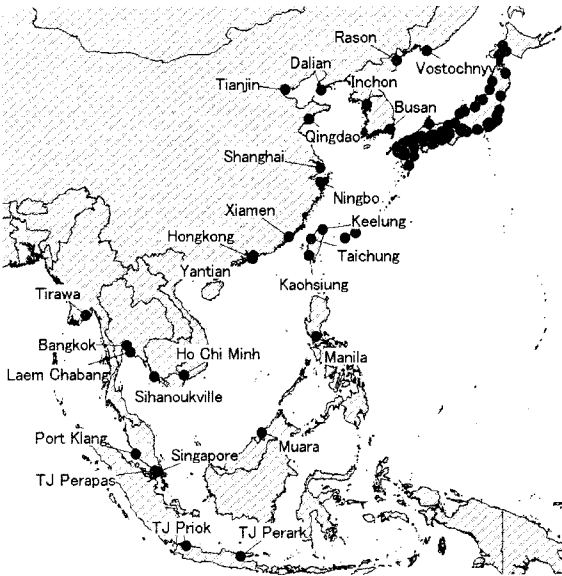 Rason
Dalian
Vostochnyy
Tianjin
Inchon
Busan
Qingdao
Shanghai
Ningbo
Xiamen
Keelung
Hongkong
Taichung
Yantian
Kaohsiung
Tirawa
Bangkok
Ho Chi Minh
Manila
Laem Chabang
Sihanoukville
Port Klang
Singapore
Muara
TJ Perapas
TJ Priok
TJ Perark